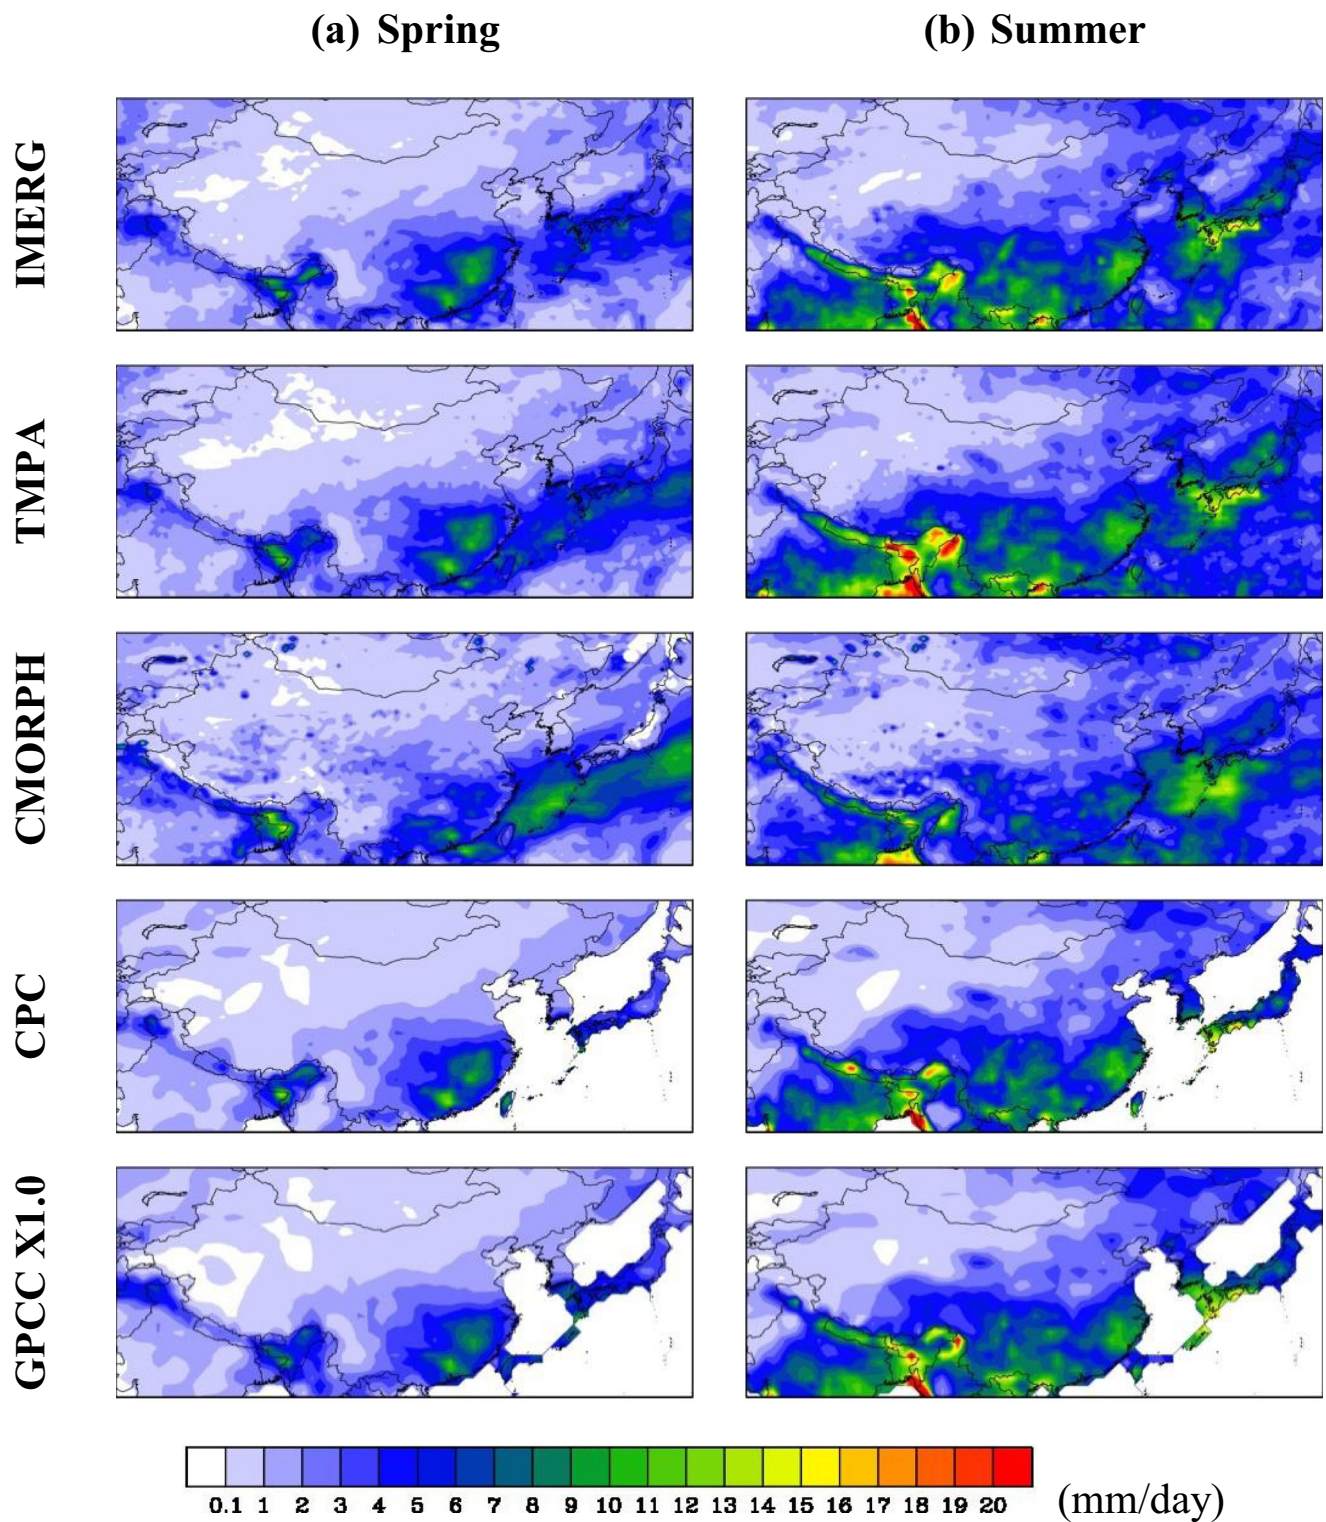 (a) Spring
(b) Summer
IMERG
TMPA
CMORPH
CPC
GPCC X1.0
0.1 1 2 3 4 5 6 7 8 9 10 11 12 13 14 15 16 17 18 19 20
(mm/day)